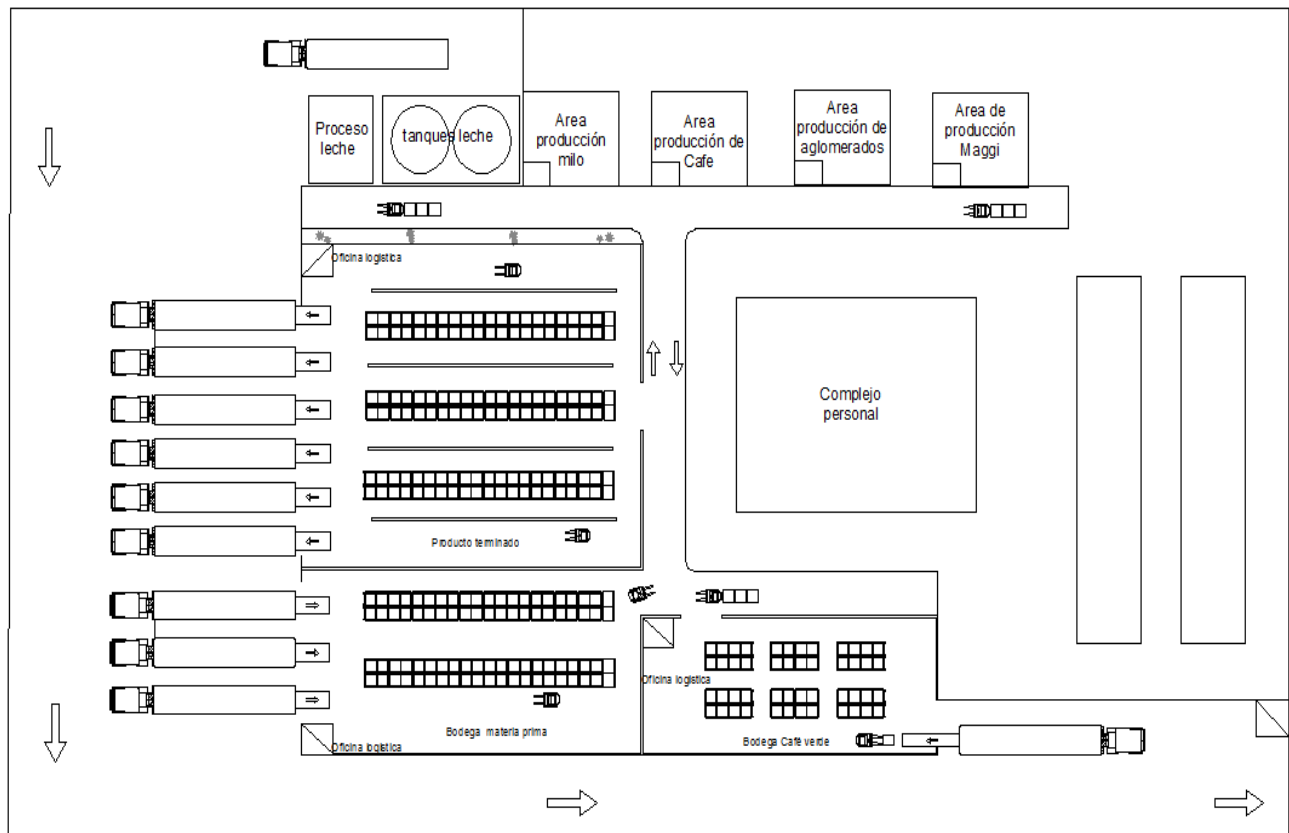 Proceso
leche
tanques leche
Area
producción
milo
Area
producción de
Cafe
Area
producción de
aglomerados
Area de
producción
Maggi
Oficina logistica
Complejo
personal
Producto terminado
Oficina logistica
Bodega materia prima
Bodega Café verde
Oficina logistica